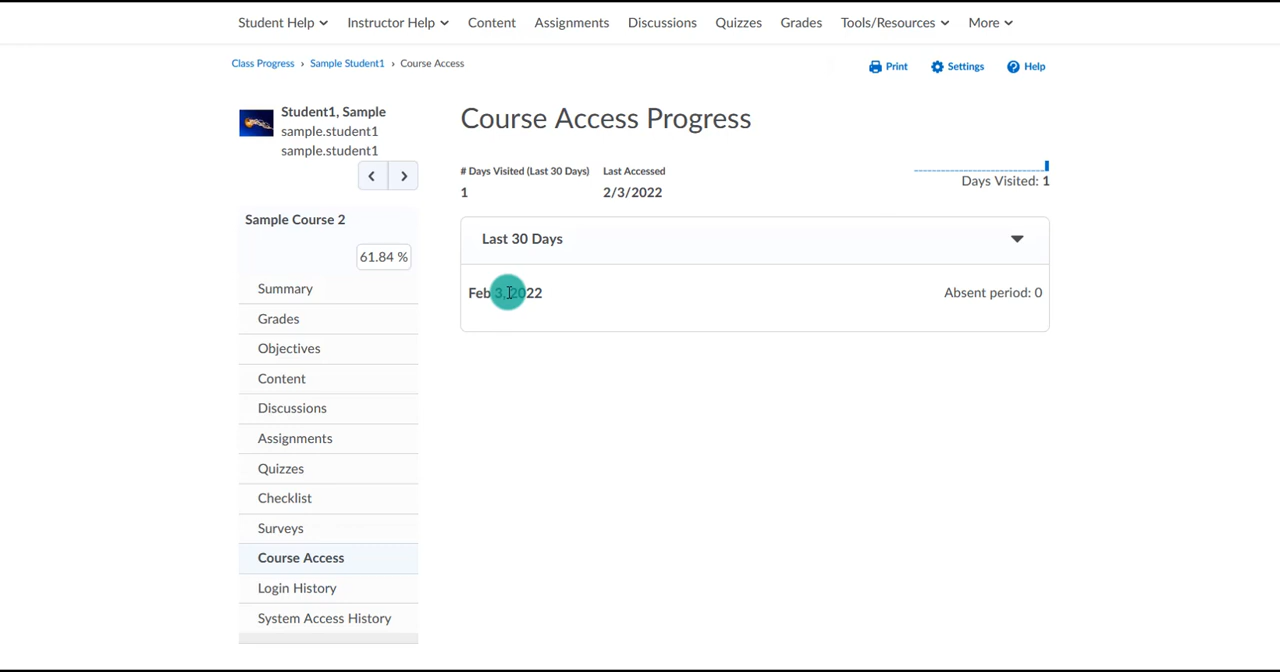 Student Help Instructor Help Content Assignments Discussions Quizzes Grades Tools/Resources More
Class Progress › Sample Student1 › Course Access
Print Settings Help
Student1, Sample
sample.student1
sample.student1
Course Access Progress
# Days Visited (Last 30 Days) Last Accessed
1 2/3/2022
Days Visited: 1
Sample Course 2
61.84 %
Last 30 Days
Feb 3, 2022 Absent period: 0
Summary
Grades
Objectives
Content
Discussions
Assignments
Quizzes
Checklist
Surveys
Course Access
Login History
System Access History